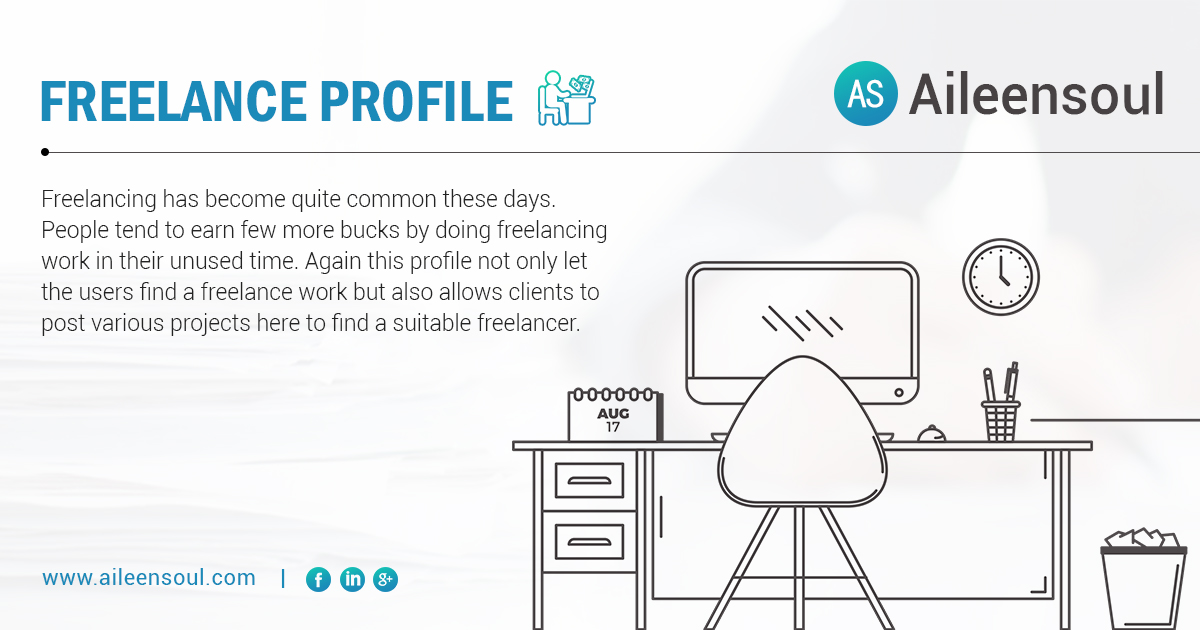 FREELANCE PROFILE
AS Aileensoul
Freelancing has become quite common these days.
People tend to earn few more bucks by doing freelancing
work in their unused time. Again this profile not only let
the users find a freelance work but also allows clients to
post various projects here to find a suitable freelancer.
AUG
17
www.aileensoul.com | f in g+